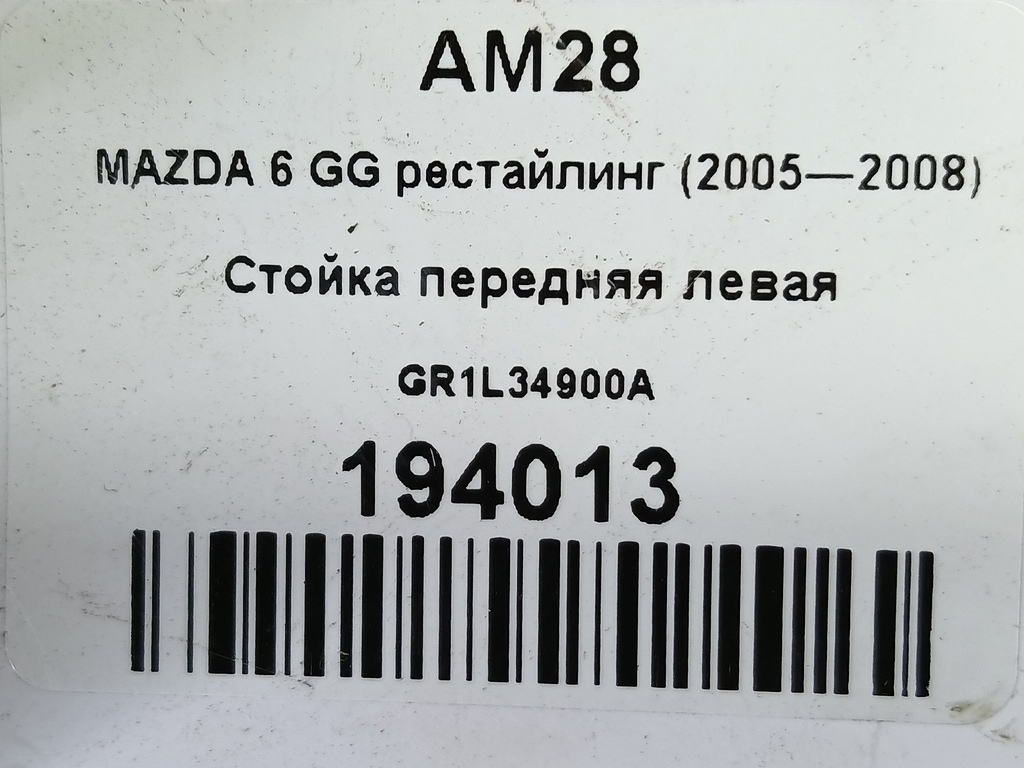 AM28
MAZDA 6 GG рестайлинг (2005—2008)
Стойка передняя левая
GR1L34900A
194013